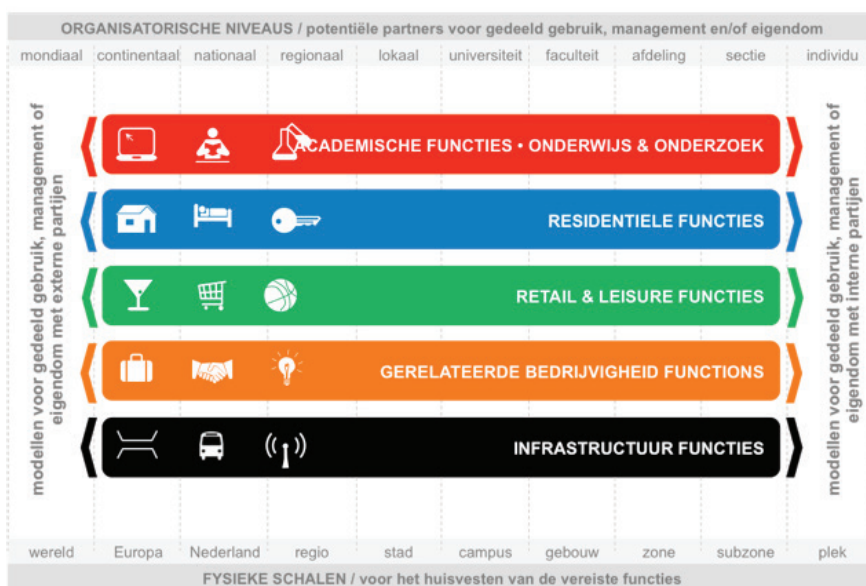 ORGANISATORISCHE NIVEAUS / potentiële partners voor gedeeld gebruik, management en/of eigendom
mondiaal continentaal nationaal regionaal lokaal universiteit faculteit afdeling sectie individu
modellen voor gedeeld gebruik, management of
eigendom met externe partijen
ACADEMISCHE FUNCTIES • ONDERWIJS & ONDERZOEK
RESIDENTIELE FUNCTIES
RETAIL & LEISURE FUNCTIES
GERELATEERDE BEDRIJVIGHEID FUNCTIONS
INFRASTRUCTUUR FUNCTIES
modellen voor gedeeld gebruik, management of
eigendom met interne partijen
wereld Europa Nederland regio stad campus gebouw zone subzone plek
FYSIEKE SCHALEN / voor het huisvesten van de vereiste functies